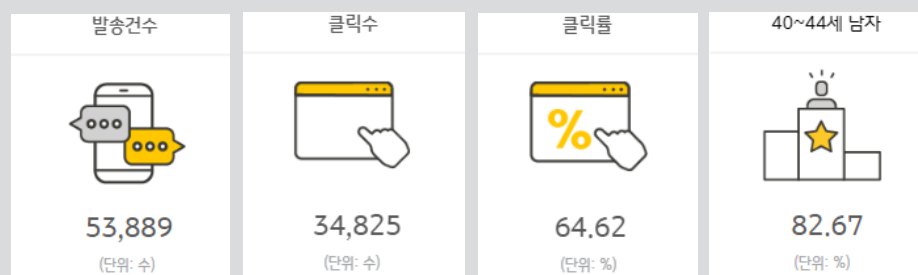 발송건수
53,889
(단위: 수)
클릭수
34,825
(단위: 수)
클릭률
%
64.62
(단위: %)
40~44세 남자
82.67
(단위: %)